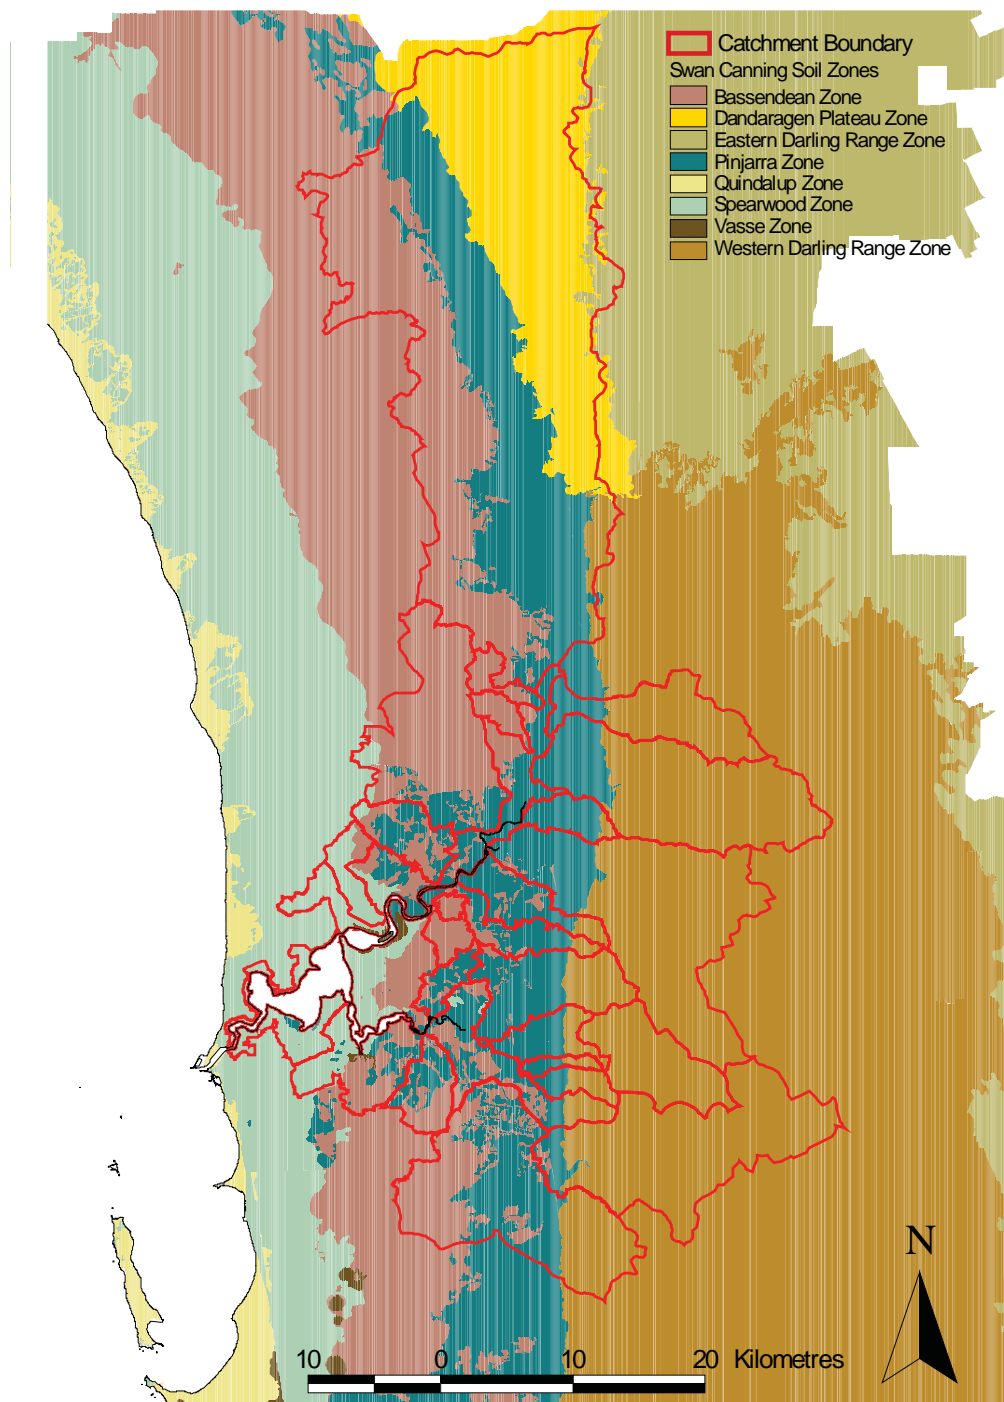 Catchment Boundary
Swan Canning Soil Zones
Bassendean Zone
Dandaragen Plateau Zone
Eastern Darling Range Zone
Pinjarra Zone
Quindalup Zone
Spearwood Zone
Vasse Zone
Western Darling Range Zone
N
10 0 10 20 Kilometres